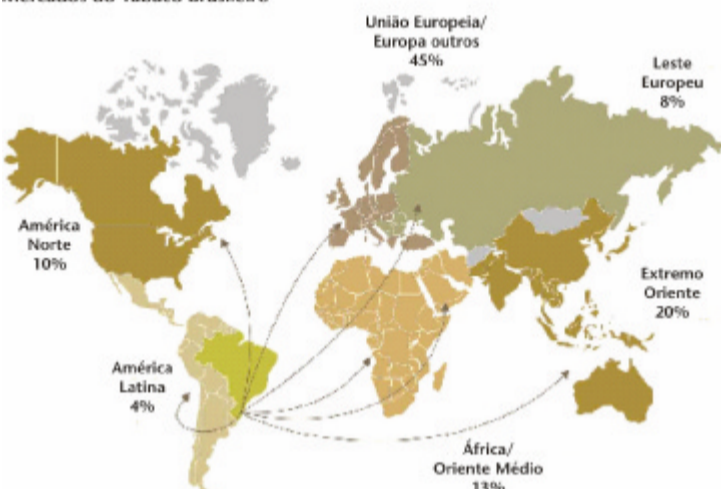 União Europeia/
Europa outros
45%
Leste
Europeu
8%
América
Norte
10%
Extremo
Oriente
20%
América
Latina
4%
África/
Oriente Médio
13%